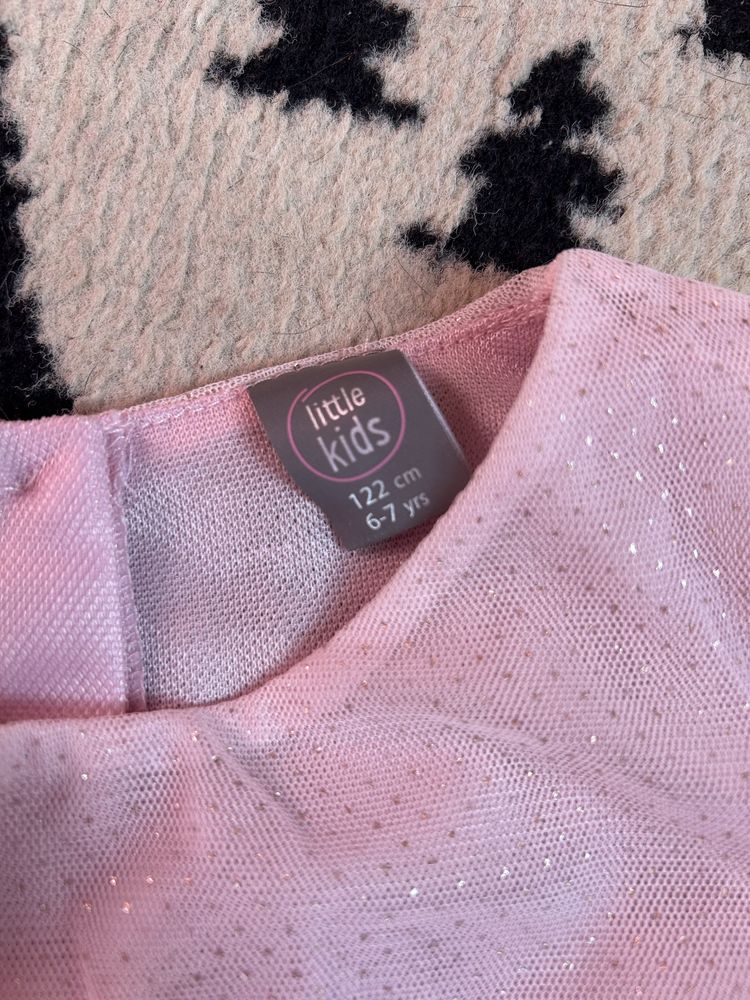 little
kids
122 cm
6-7 yrs